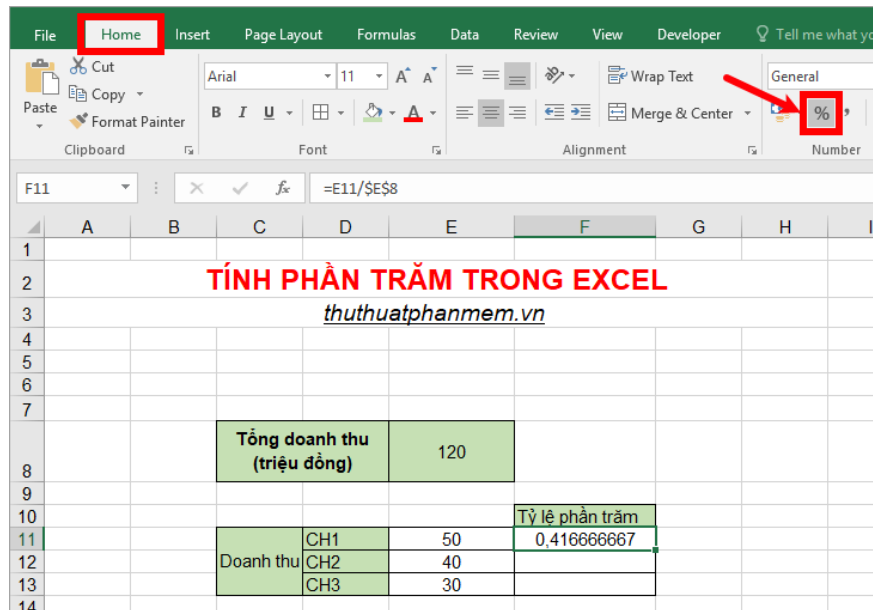 File Home Insert Page Layout Formulas Data Review View Developer Tell me what yo
Cut
Copy
Format Painter
Paste
Clipboard
Arial 11 A A
B I U A
Font
Wrap Text
Merge & Center
Alignment
General
% ,
Number
F11 fx =E11/$E$8
A B C D E F G H I
1
2 TÍNH PHẦN TRĂM TRONG EXCEL
3 thuthuatphanmem.vn
4
5
6
7
8 Tổng doanh thu
(triệu đồng) 120
9
10 Tỷ lệ phần trăm
11 CH1 50 0,416666667
12 Doanh thu CH2 40
13 CH3 30
14